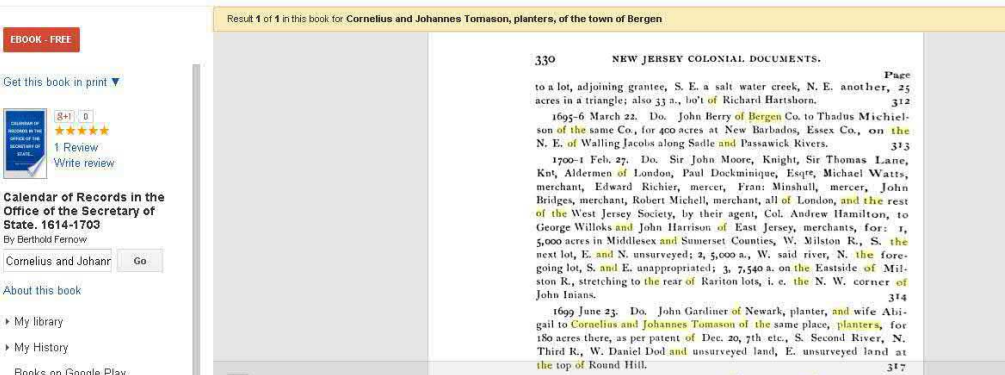 Result 1 of 1 in this book for Cornelius and Johannes Tomason, planters, of the town of Bergen
EBOOK - FREE
Get this book in print ▼
CALENDAR OF
RECORDS IN THE
OFFICE OF THE
SECRETARY OF
STATE.
g+1 0
★★★★★
1 Review
Write review
Calendar of Records in the
Office of the Secretary of
State. 1614-1703
By Berthold Fernow
Cornelius and Johanr
Go
About this book
▸ My library
▸ My History
Books on Google Play
330 NEW JERSEY COLONIAL DOCUMENTS.
Page
to a lot, adjoining grantee, S. E. a salt water creek, N. E. another, 25
acres in a triangle; also 33 a., bo't of Richard Hartshorn. 312
1695-6 March 22. Do. John Berry of Bergen Co. to Thadus Michiel-
son of the same Co., for 400 acres at New Barbados, Essex Co., on the
N. E. of Walling Jacobs along Sadle and Passawick Rivers. 313
1700-1 Feb. 27. Do. Sir John Moore, Knight, Sir Thomas Lane,
Knt, Aldermen of London, Paul Dockminique, Esqre, Michael Watts,
merchant, Edward Richier, mercer, Fran: Minshull, mercer, John
Bridges, merchant, Robert Michell, merchant, all of London, and the rest
of the West Jersey Society, by their agent, Col. Andrew Hamilton, to
George Willoks and John Harrison of East Jersey, merchants, for: 1,
5,000 acres in Middlesex and Sumerset Counties, W. Milston R., S. the
next lot, E. and N. unsurveyed; 2, 5,000 a., W. said river, N. the fore-
going lot, S. and E. unappropriated; 3, 7,540 a. on the Eastside of Mil-
ston R., stretching to the rear of Rariton lots, i. e. the N. W. corner of
John Inians. 314
1699 June 23. Do. John Gardiner of Newark, planter, and wife Abi-
gail to Cornelius and Johannes Tomason of the same place, planters, for
180 acres there, as per patent of Dec. 20, 7th etc., S. Second River, N.
Third R., W. Daniel Dod and unsurveyed land, E. unsurveyed land at
the top of Round Hill. 317